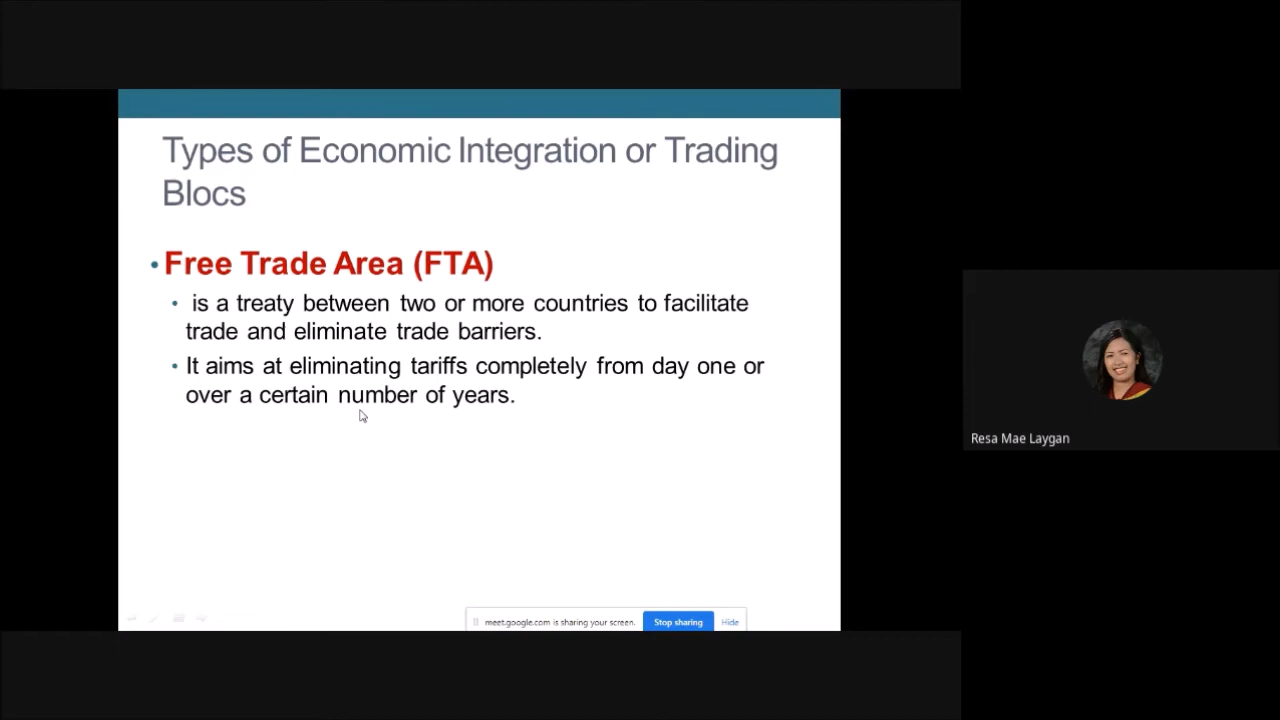 Types of Economic Integration or Trading
Blocs
• Free Trade Area (FTA)
• is a treaty between two or more countries to facilitate
trade and eliminate trade barriers.
• It aims at eliminating tariffs completely from day one or
over a certain number of years.
meet.google.com is sharing your screen. Stop sharing Hide
Resa Mae Laygan